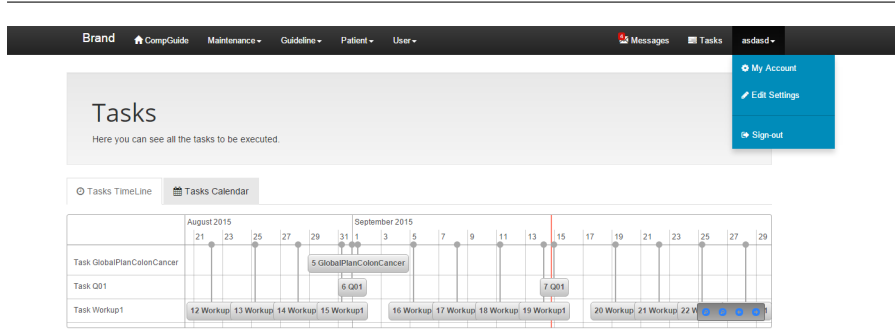 Brand CompGuide Maintenance Guideline Patient User Messages Tasks asdasd
My Account
Edit Settings
Sign-out
Tasks
Here you can see all the tasks to be executed.
Tasks TimeLine Tasks Calendar
August 2015 September 2015
21 23 25 27 29 31 1 3 5 7 9 11 13 15 17 19 21 23 25 27 29
Task GlobalPlanColonCancer 5 GlobalPlanColonCancer
Task Q01 6 Q01 7 Q01
Task Workup1 12 Workup 13 Workup 14 Workup 15 Workup1 16 Workup 17 Workup 18 Workup 19 Workup1 20 Workup 21 Workup 22 W 1